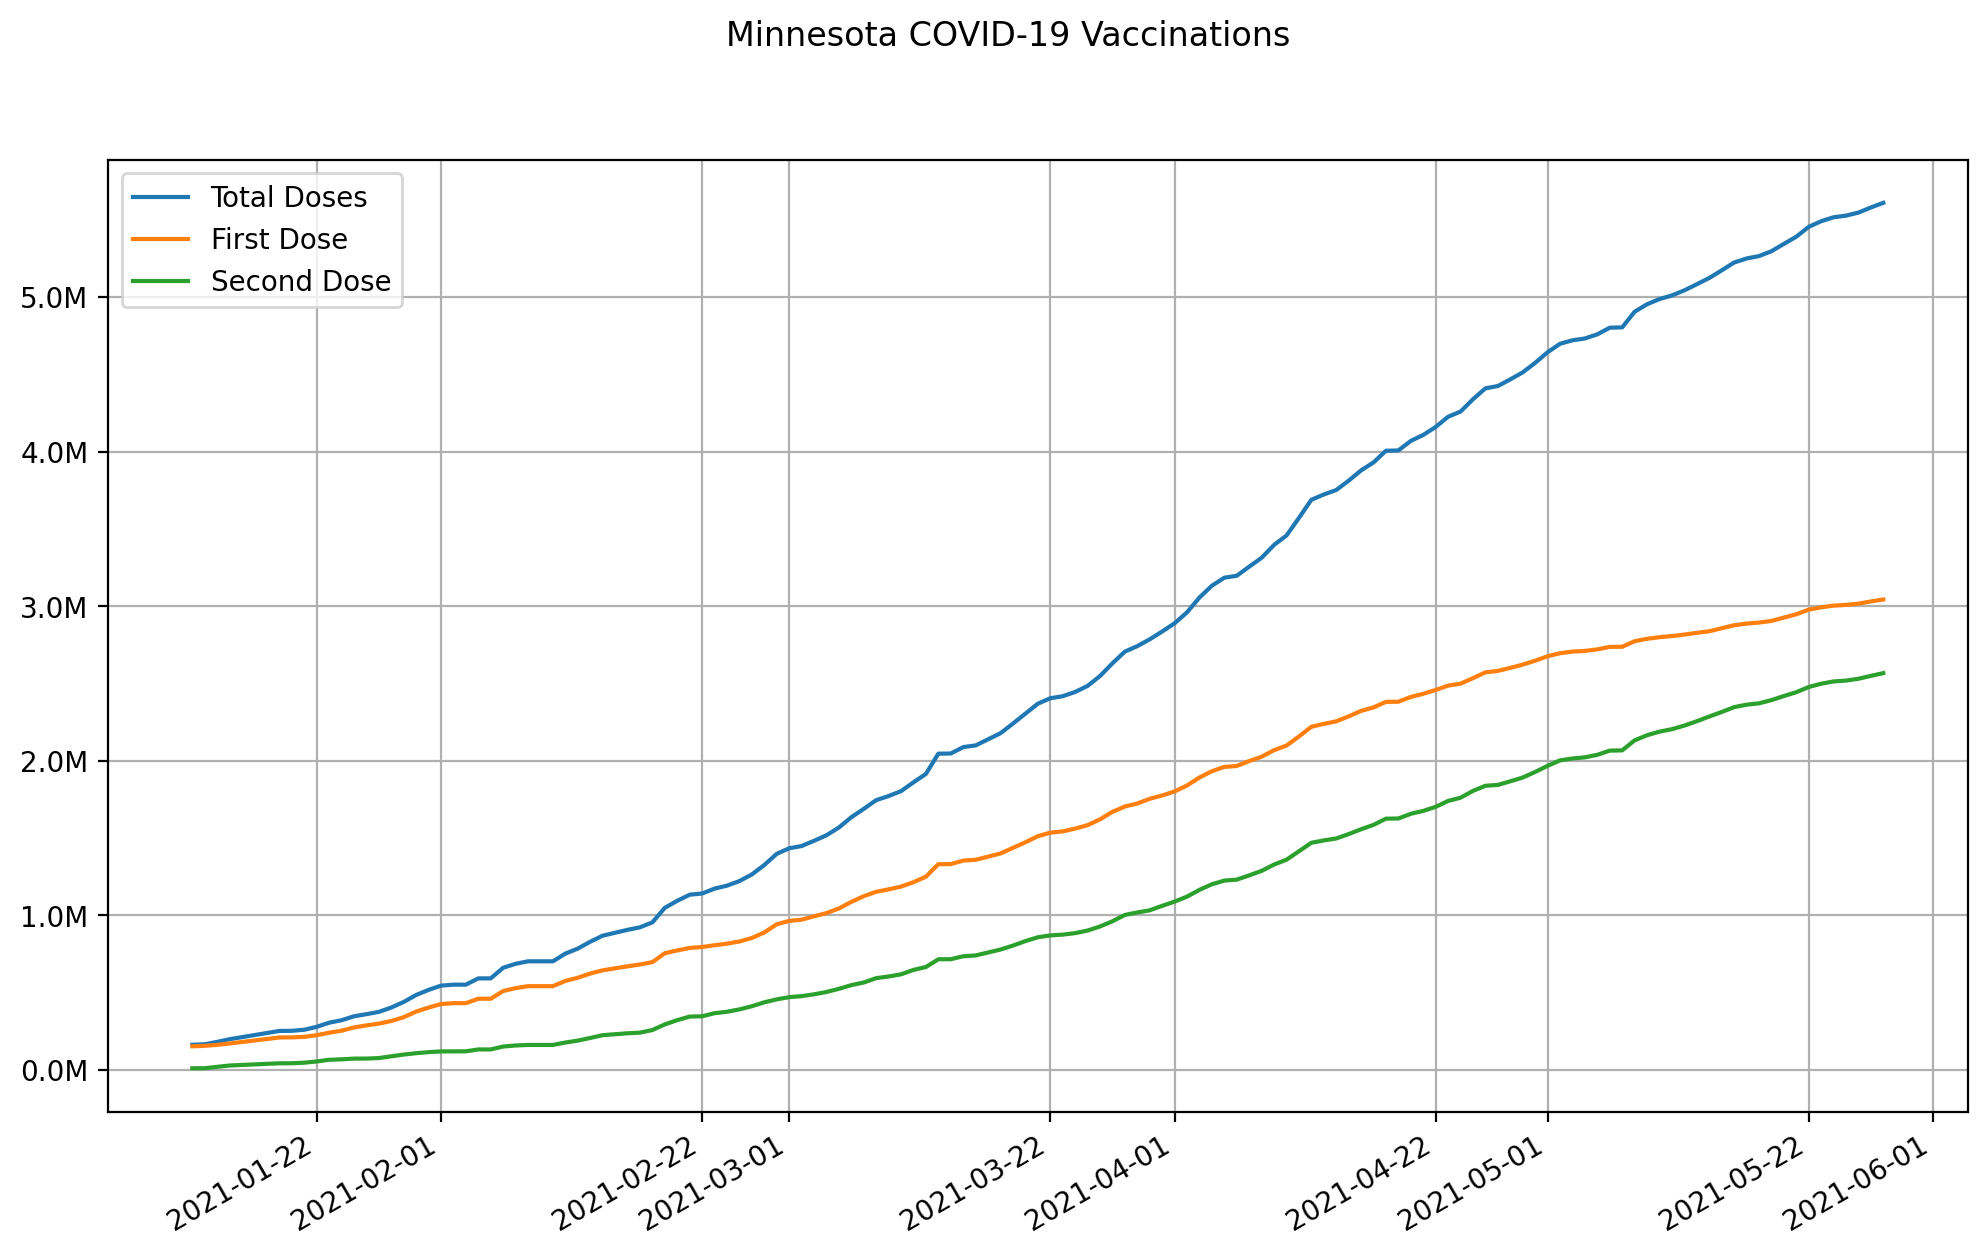 Minnesota COVID-19 Vaccinations
Total Doses
First Dose
Second Dose
5.0M
4.0M
3.0M
2.0M
1.0M
0.0M
2021-01-22
2021-02-01
2021-02-22
2021-03-01
2021-03-22
2021-04-01
2021-04-22
2021-05-01
2021-05-22
2021-06-01